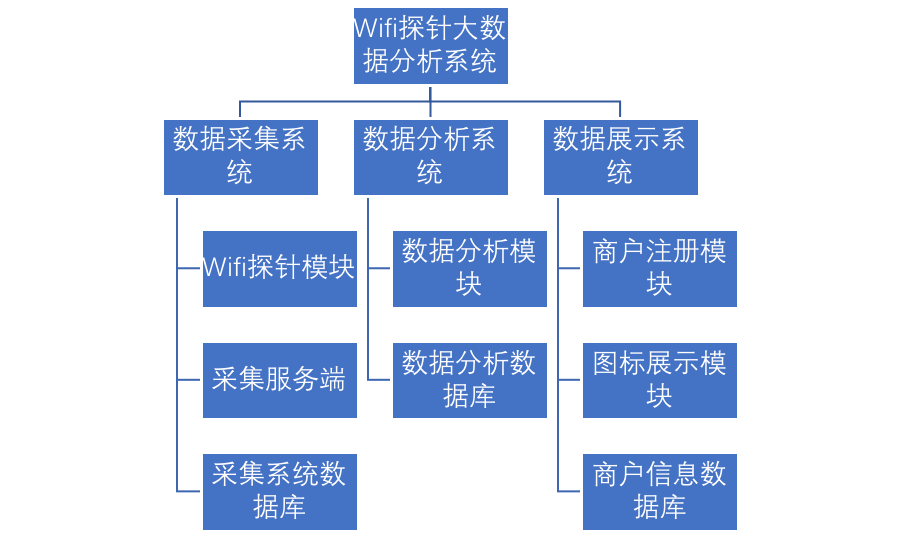 Wifi探针大数
据分析系统
数据采集系
统
数据分析系
统
数据展示系
统
Wifi探针模块
数据分析模
块
商户注册模
块
采集服务端
数据分析数
据库
图标展示模
块
采集系统数
据库
商户信息数
据库